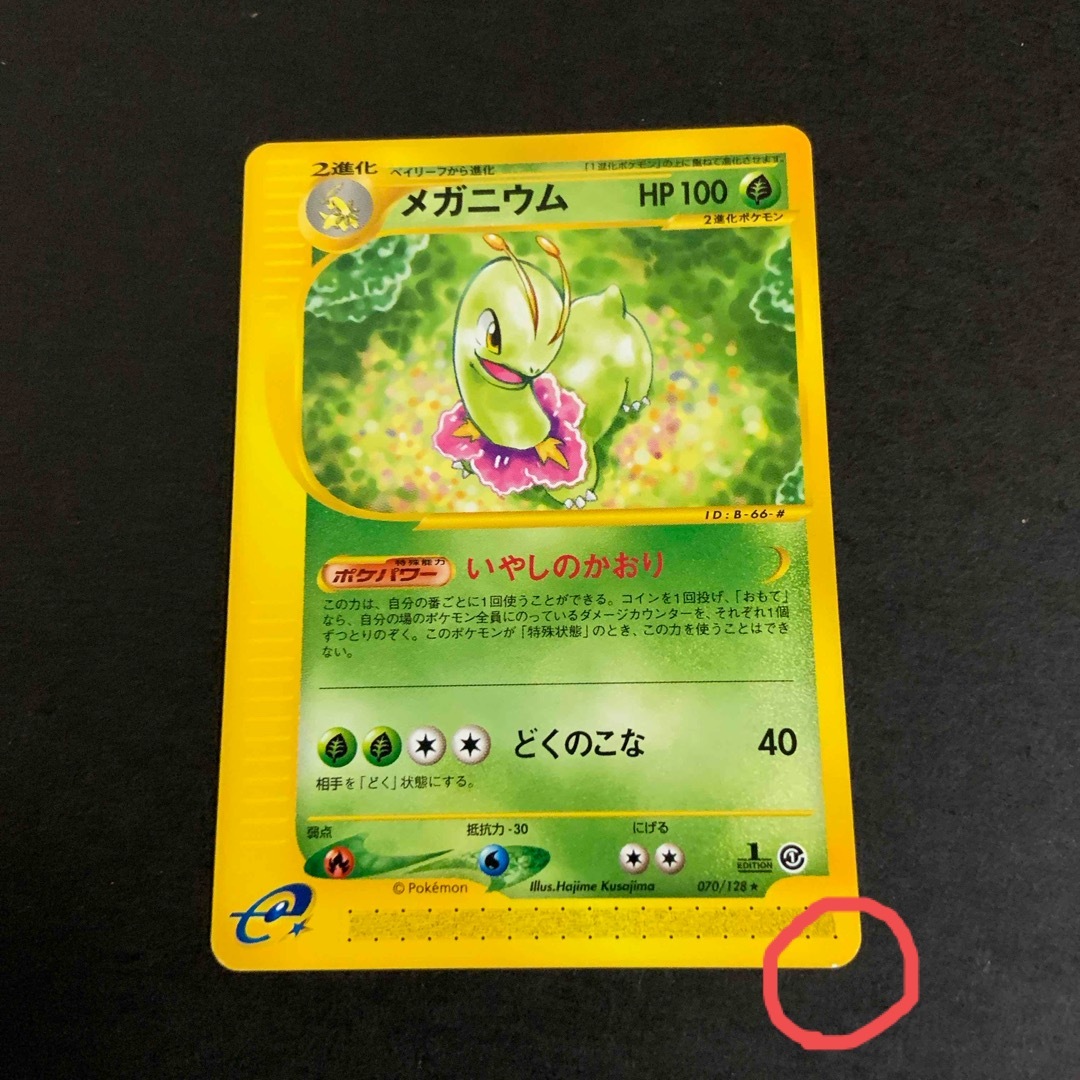 2進化
ベイリーフから進化
「1進化ポケモン」の上に重ねて進化させます。
メガニウム
HP 100
2進化ポケモン
ID : B-66-#
特殊能力
ポケパワー
いやしのかおり
この力は、自分の番ごとに1回使うことができる。コインを1回投げ、「おもて」
なら、自分の場のポケモン全員にのっているダメージカウンターを、それぞれ1個
ずつとりのぞく。このポケモンが「特殊状態」のとき、この力を使うことはでき
ない。
どくのこな
40
相手を「どく」状態にする。
弱点
抵抗力 - 30
にげる
1
EDITION
© Pokémon
Illus.Hajime Kusajima
070/128 ★
e